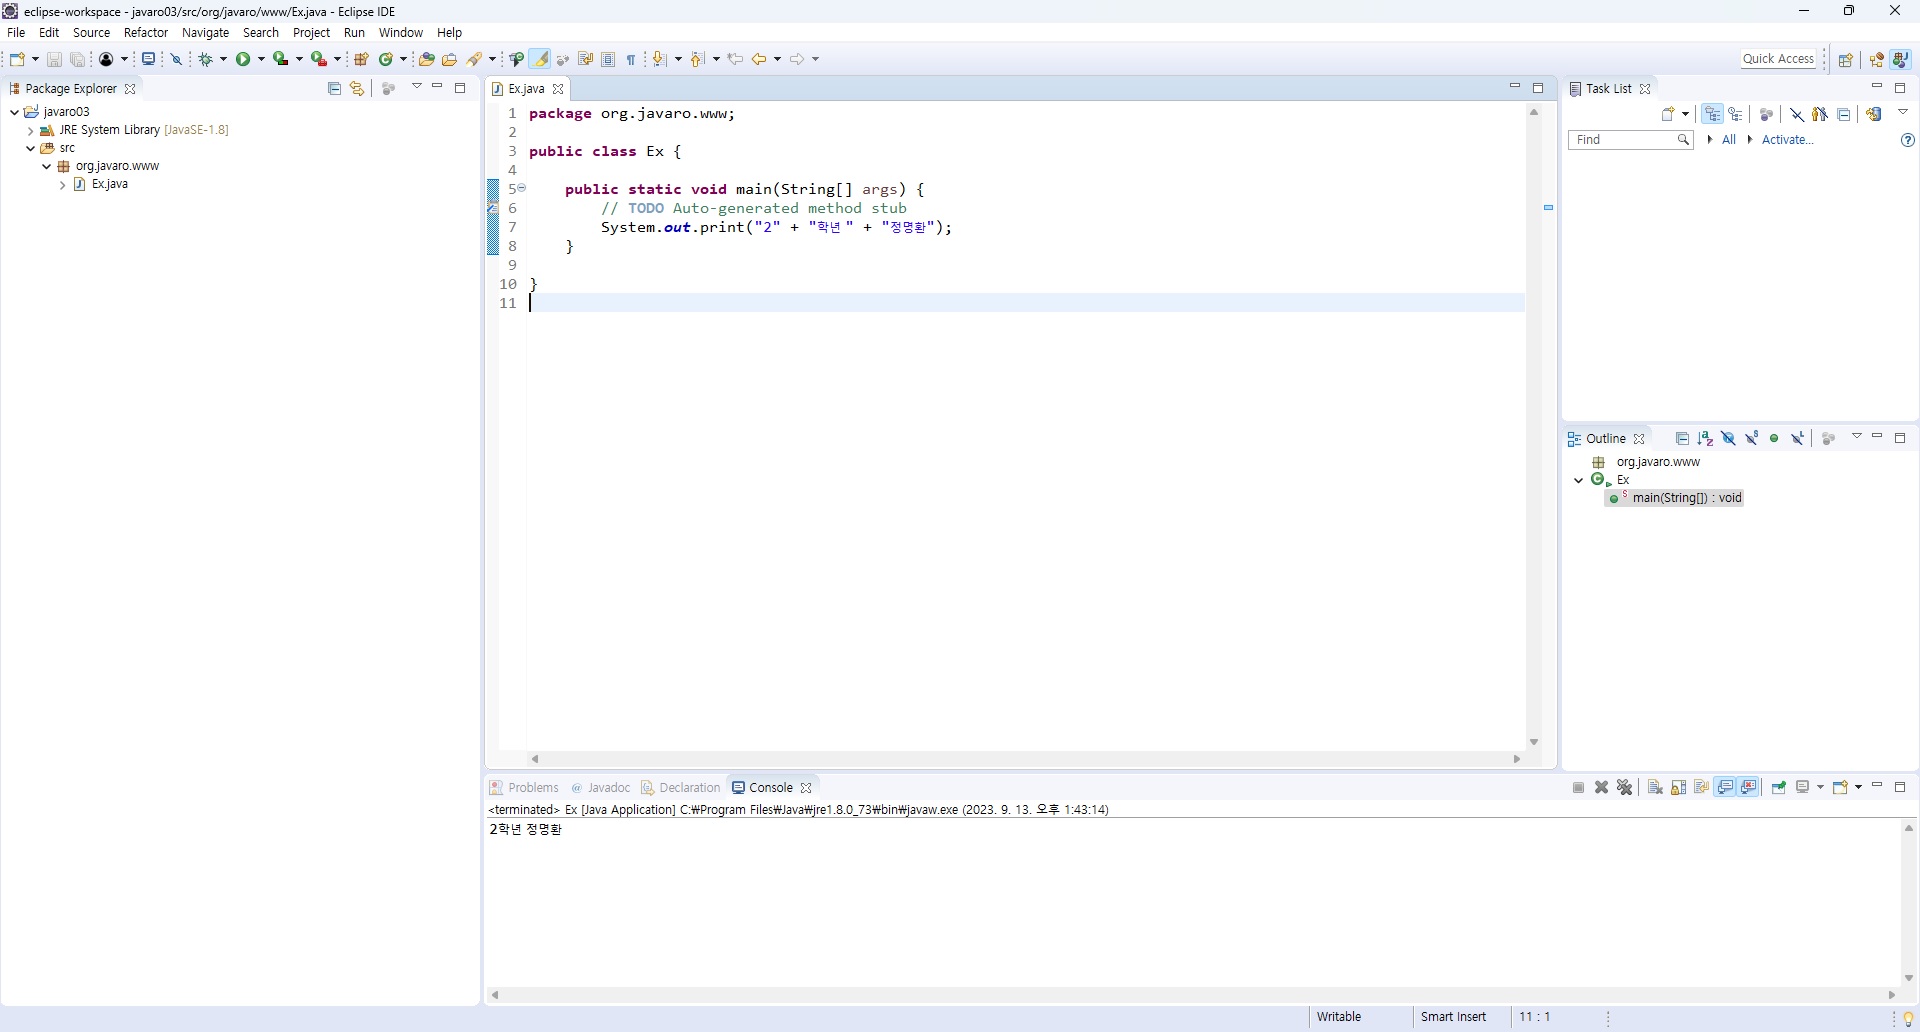 eclipse-workspace - javaro03/src/org/javaro/www/Ex.java - Eclipse IDE
File Edit Source Refactor Navigate Search Project Run Window Help
Quick Access
Package Explorer
javaro03
JRE System Library [JavaSE-1.8]
src
org.javaro.www
Ex.java
Ex.java
1 package org.javaro.www;
2
3 public class Ex {
4
5 public static void main(String[] args) {
6 // TODO Auto-generated method stub
7 System.out.print("2" + "학년 " + "정명환");
8 }
9
10 }
11
Task List
Find
All
Activate...
Outline
org.javaro.www
Ex
main(String[]) : void
Problems @ Javadoc Declaration Console
<terminated> Ex [Java Application] C:₩Program Files₩Java₩jre1.8.0_73₩bin₩javaw.exe (2023. 9. 13. 오후 1:43:14)
2학년 정명환
Writable Smart Insert 11 : 1